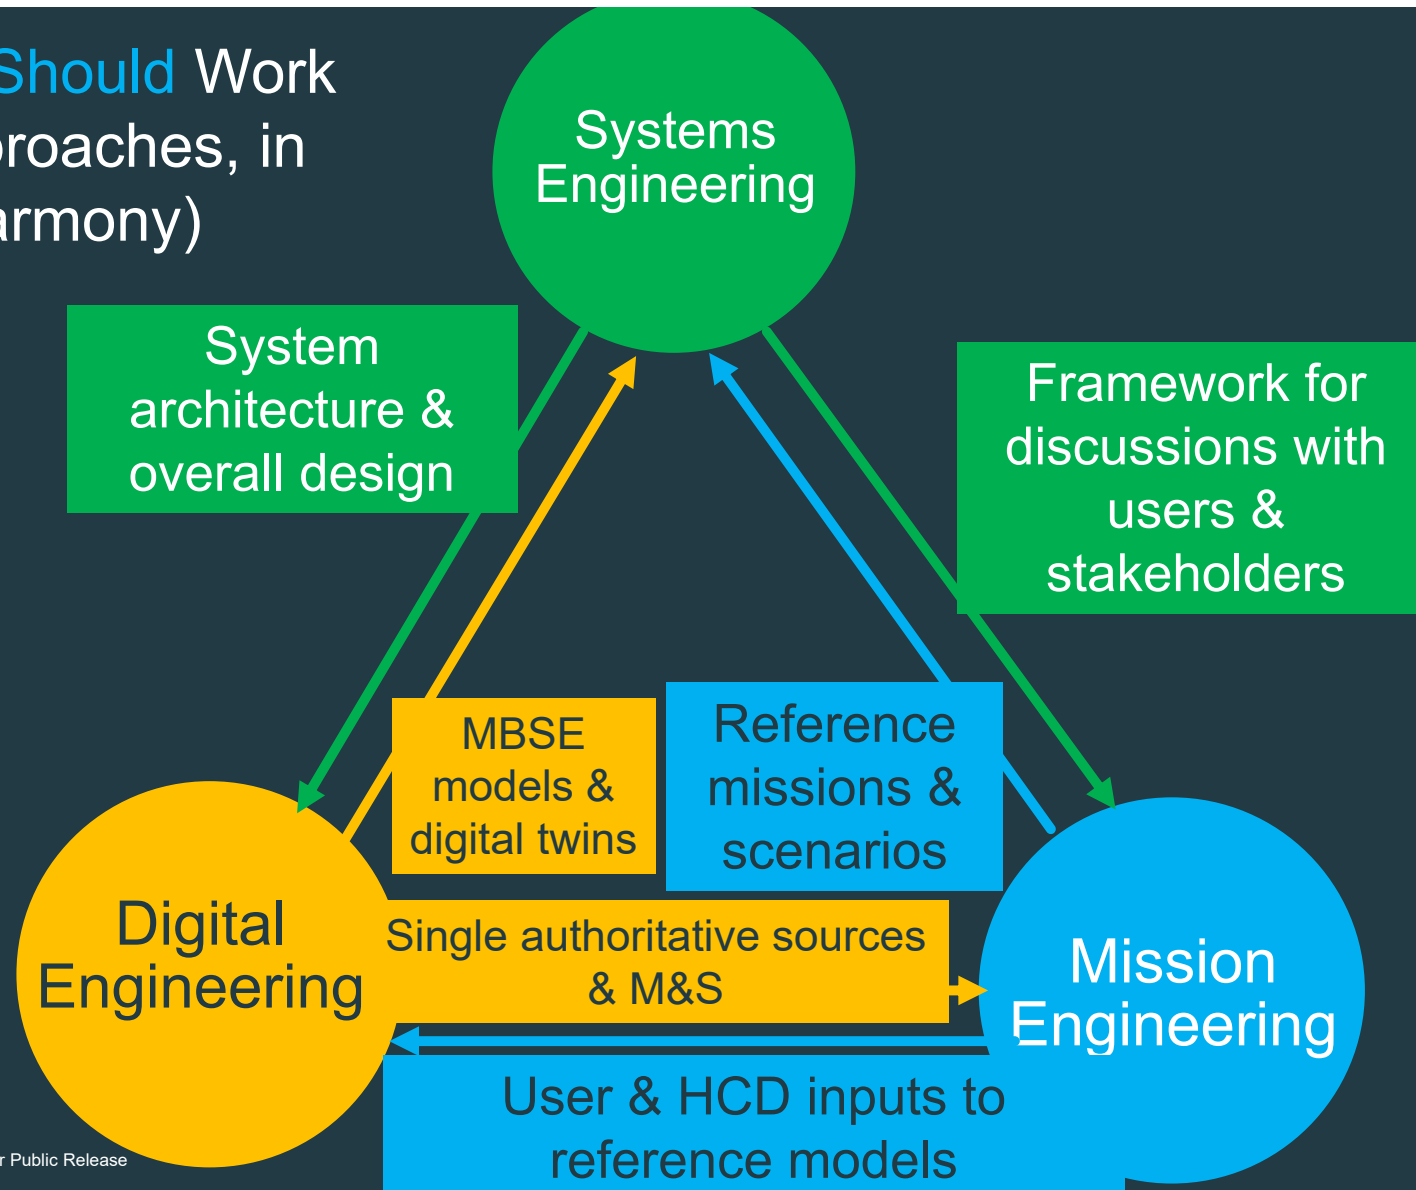 Should Work
proaches, in
armony)
Systems
Engineering
System
architecture &
overall design
Framework for
discussions with
users &
stakeholders
MBSE
models &
digital twins
Reference
missions &
scenarios
Digital
Engineering
Single authoritative sources
& M&S
Mission
Engineering
User & HCD inputs to
reference models
r Public Release